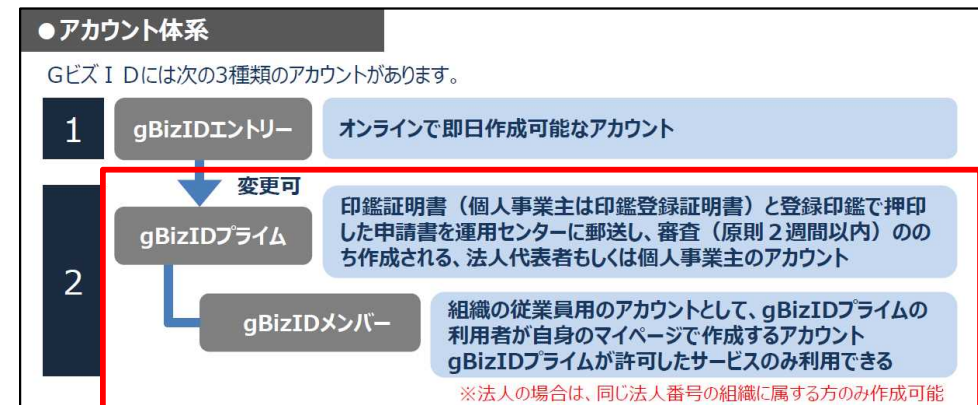 ●アカウント体系
GビズＩＤには次の3種類のアカウントがあります。
1
gBizIDエントリー
オンラインで即日作成可能なアカウント
変更可
2
gBizIDプライム
印鑑証明書（個人事業主は印鑑登録証明書）と登録印鑑で押印
した申請書を運用センターに郵送し、審査（原則２週間以内）のの
ち作成される、法人代表者もしくは個人事業主のアカウント
gBizIDメンバー
組織の従業員用のアカウントとして、gBizIDプライムの
利用者が自身のマイページで作成するアカウント
gBizIDプライムが許可したサービスのみ利用できる
※法人の場合は、同じ法人番号の組織に属する方のみ作成可能